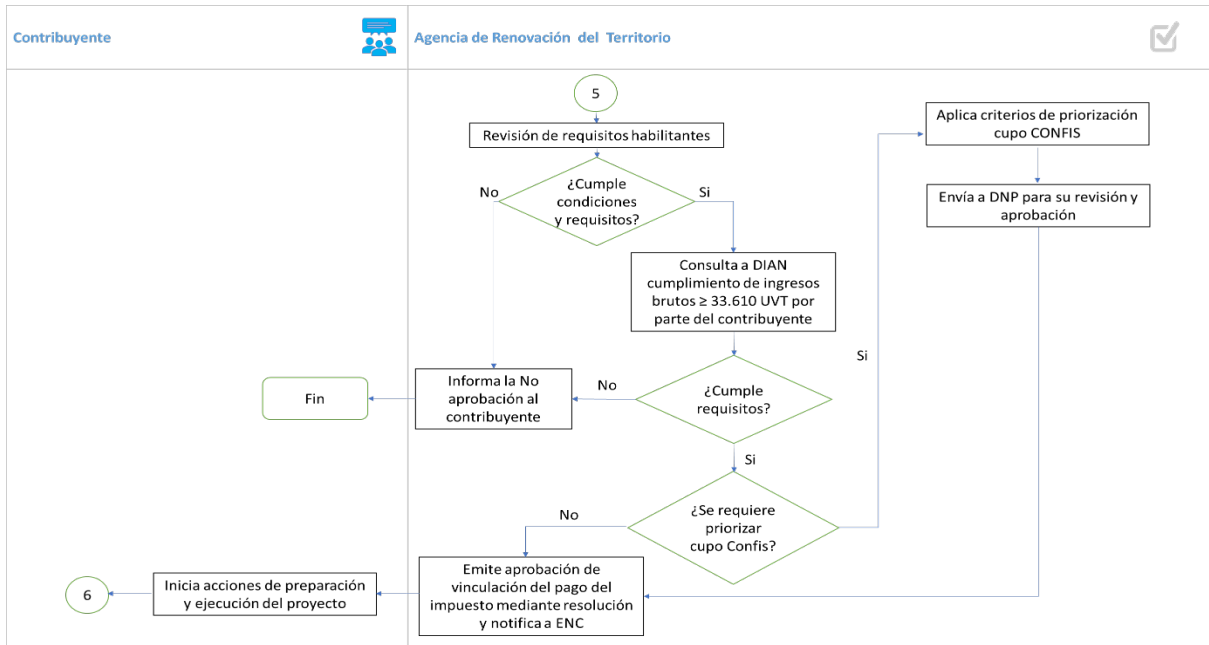 Contribuyente
Agencia de Renovación del Territorio
5
Revisión de requisitos habilitantes
Aplica criterios de priorización
cupo CONFIS
No
¿Cumple
condiciones
y requisitos?
Si
Envía a DNP para su revisión y
aprobación
Consulta a DIAN
cumplimiento de ingresos
brutos ≥ 33.610 UVT por
parte del contribuyente
Si
Fin
Informa la No
aprobación al
contribuyente
No
¿Cumple
requisitos?
Si
No
¿Se requiere
priorizar
cupo Confis?
6
Inicia acciones de preparación
y ejecución del proyecto
Emite aprobación de
vinculación del pago del
impuesto mediante resolución
y notifica a ENC